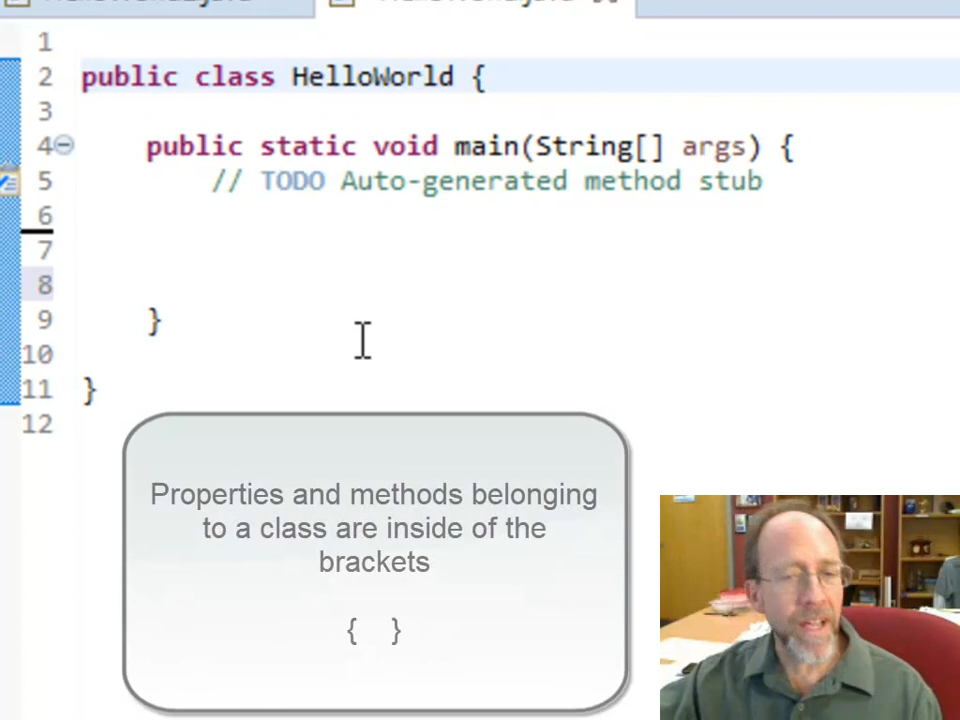 1
2 public class HelloWorld {
3
4 public static void main(String[] args) {
5 // TODO Auto-generated method stub
6
7
8
9 }
10
11 }
12
Properties and methods belonging
to a class are inside of the
brackets
{ }